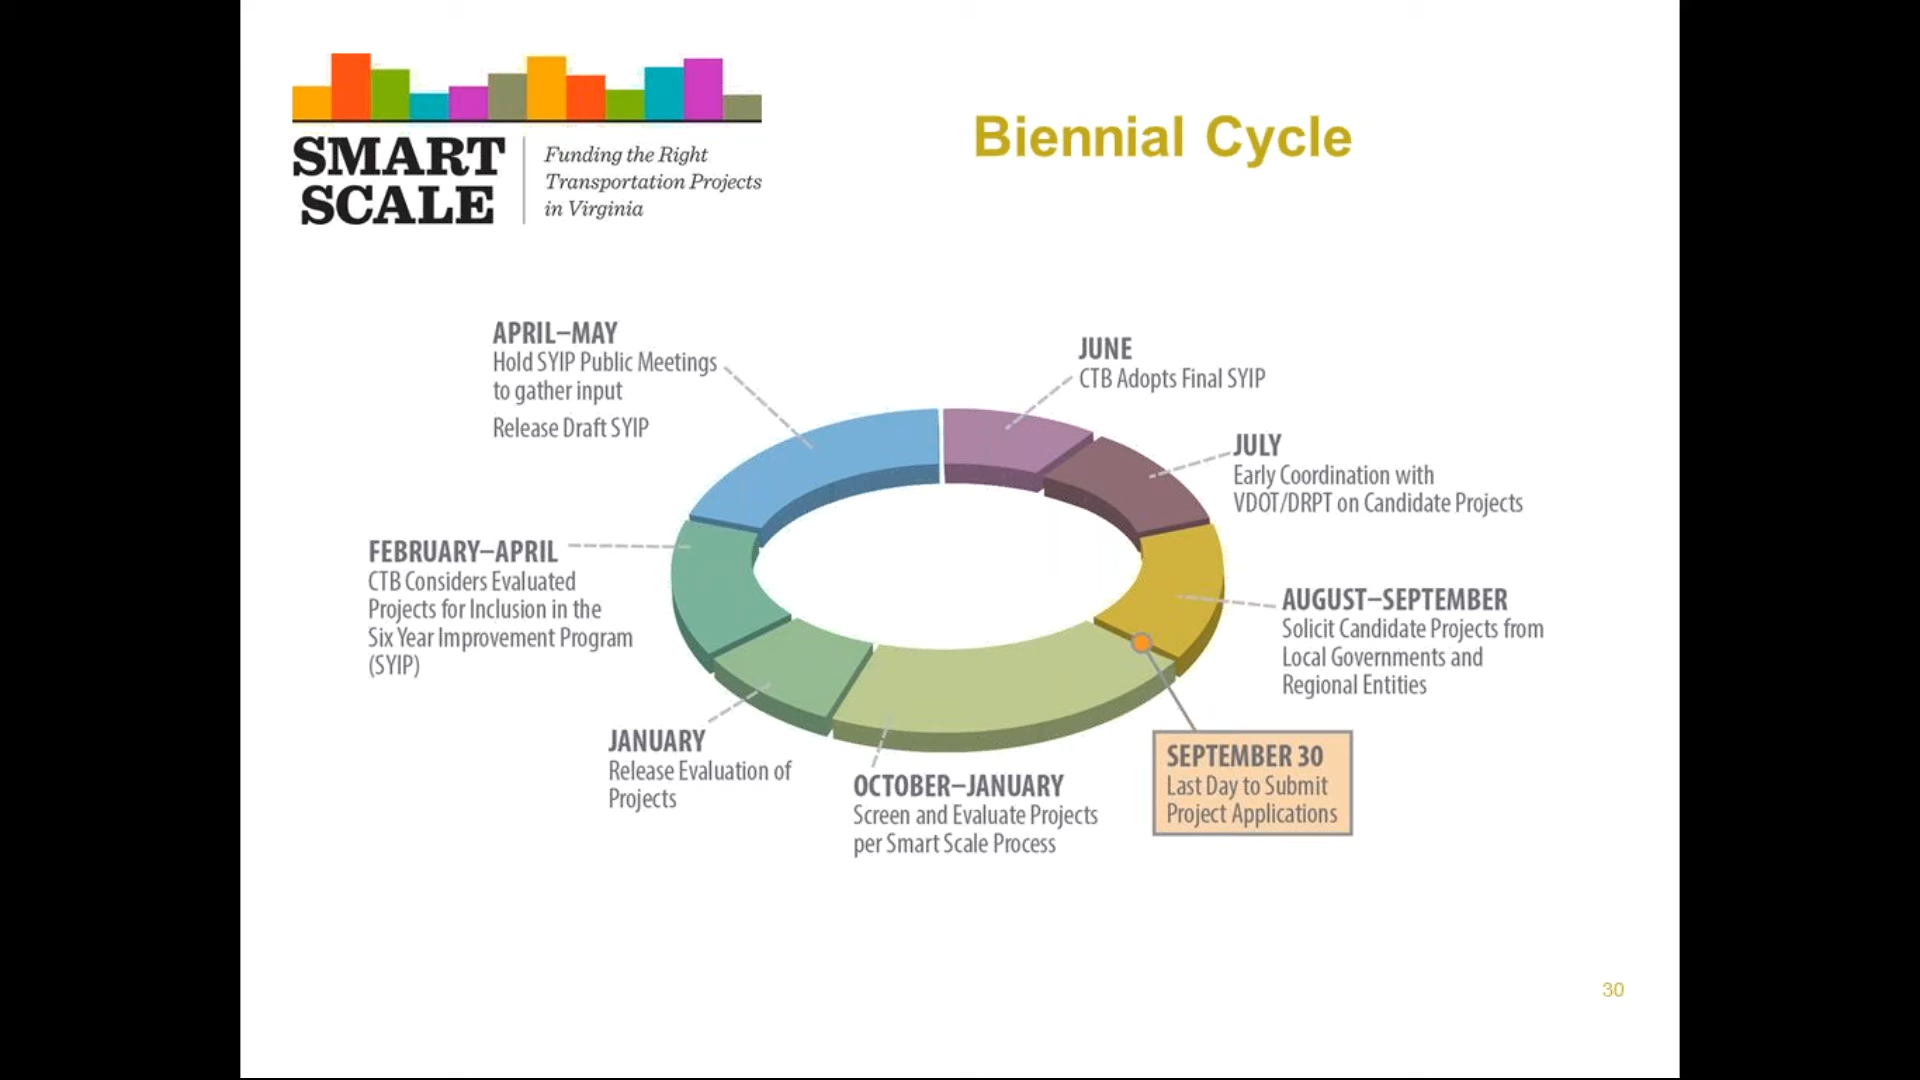 SMART
SCALE
Funding the Right
Transportation Projects
in Virginia
Biennial Cycle
APRIL–MAY
Hold SYIP Public Meetings
to gather input
Release Draft SYIP
JUNE
CTB Adopts Final SYIP
JULY
Early Coordination with
VDOT/DRPT on Candidate Projects
FEBRUARY–APRIL
CTB Considers Evaluated
Projects for Inclusion in the
Six Year Improvement Program
(SYIP)
AUGUST–SEPTEMBER
Solicit Candidate Projects from
Local Governments and
Regional Entities
JANUARY
Release Evaluation of
Projects
OCTOBER–JANUARY
Screen and Evaluate Projects
per Smart Scale Process
SEPTEMBER 30
Last Day to Submit
Project Applications
30